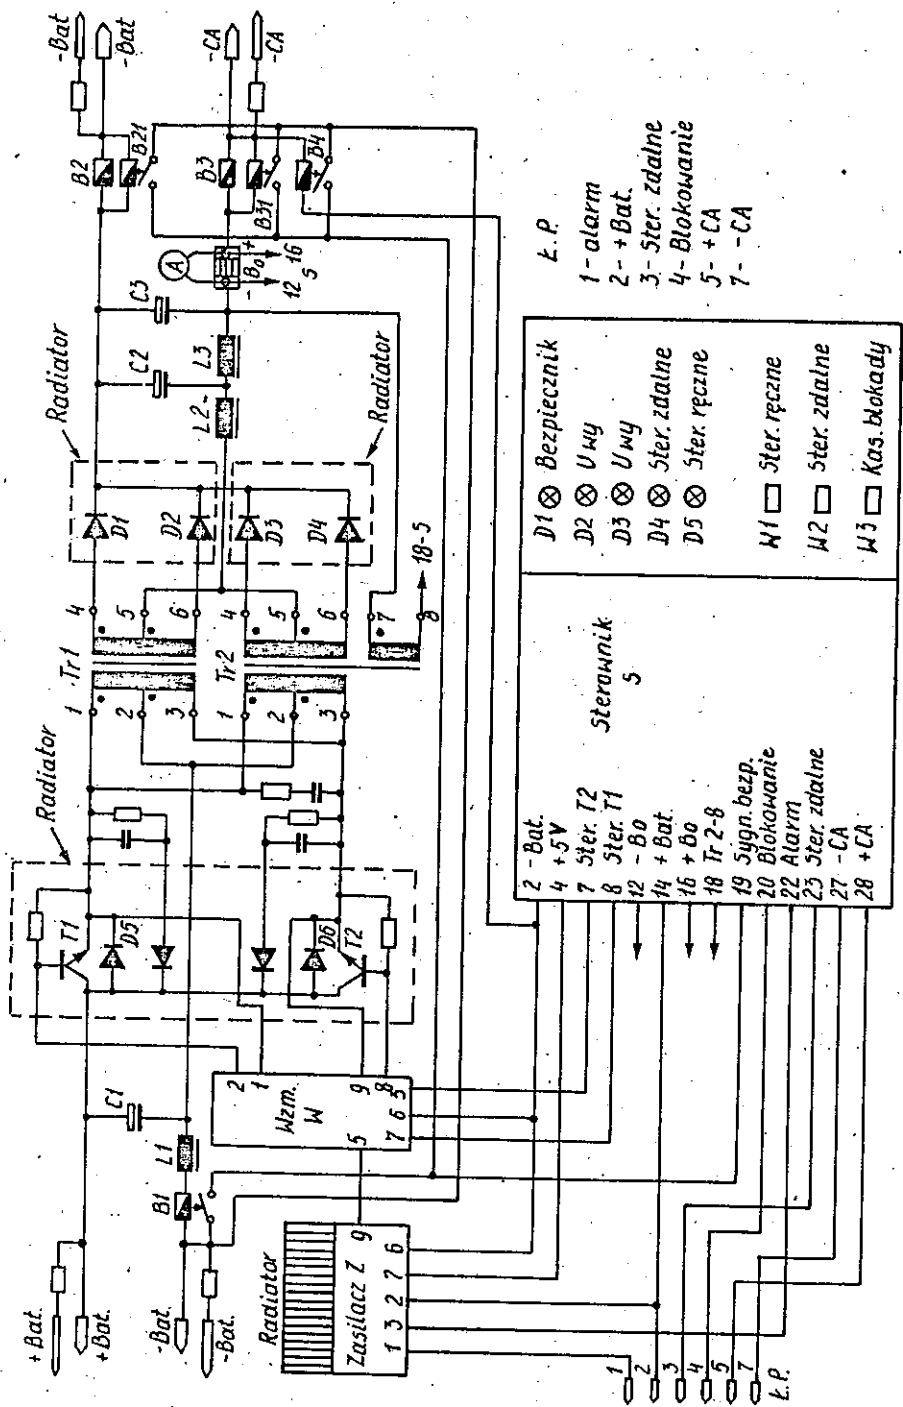 -Bat
-Bat
-CA
-CA
B2
B21
B3
B31
B4
A
+
- Bo
16
12
5
Radiator
C2
C3
L2
L3
Radiator
D1
D2
D3
D4
4
5
6
4
5
6
7
8
18-5
Tr1
Tr2
1
2
3
1
2
3
Radiator
T1
D5
D6
T2
C1
L1
B1
+Bat.
+Bat.
-Bat.
-Bat.
Wzm.
W
2
1
9
8
5
7
6
5
Radiator
Zasilacz Z
9
1
3
2
7
6
Ł.P.
1 - alarm
2 - + Bat.
3 - Ster. zdalne
4 - Blokowanie
5 - + CA
7 - - CA
D1 Bezpiecznik
D2 U wy
D3 U wy
D4 Ster. zdalne
D5 Ster. ręczne
W1 Ster. ręczne
W2 Ster. zdalne
W3 Kas. blokady
Sterownik
5
2 - Bat.
4 +5V
7 Ster. T2
8 Ster. T1
12 - Bo
14 + Bat.
16 + Bo
18 Tr 2-8
19 Sygn. bezp.
20 Blokowanie
22 Alarm
23 Ster. zdalne
27 -CA
28 +CA
1
2
3
4
5
7
Ł.P.